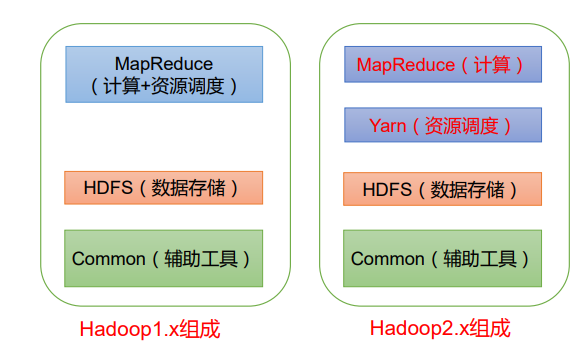 MapReduce
（计算+资源调度）
HDFS（数据存储）
Common（辅助工具）
Hadoop1.x组成
MapReduce（计算）
Yarn（资源调度）
HDFS（数据存储）
Common（辅助工具）
Hadoop2.x组成